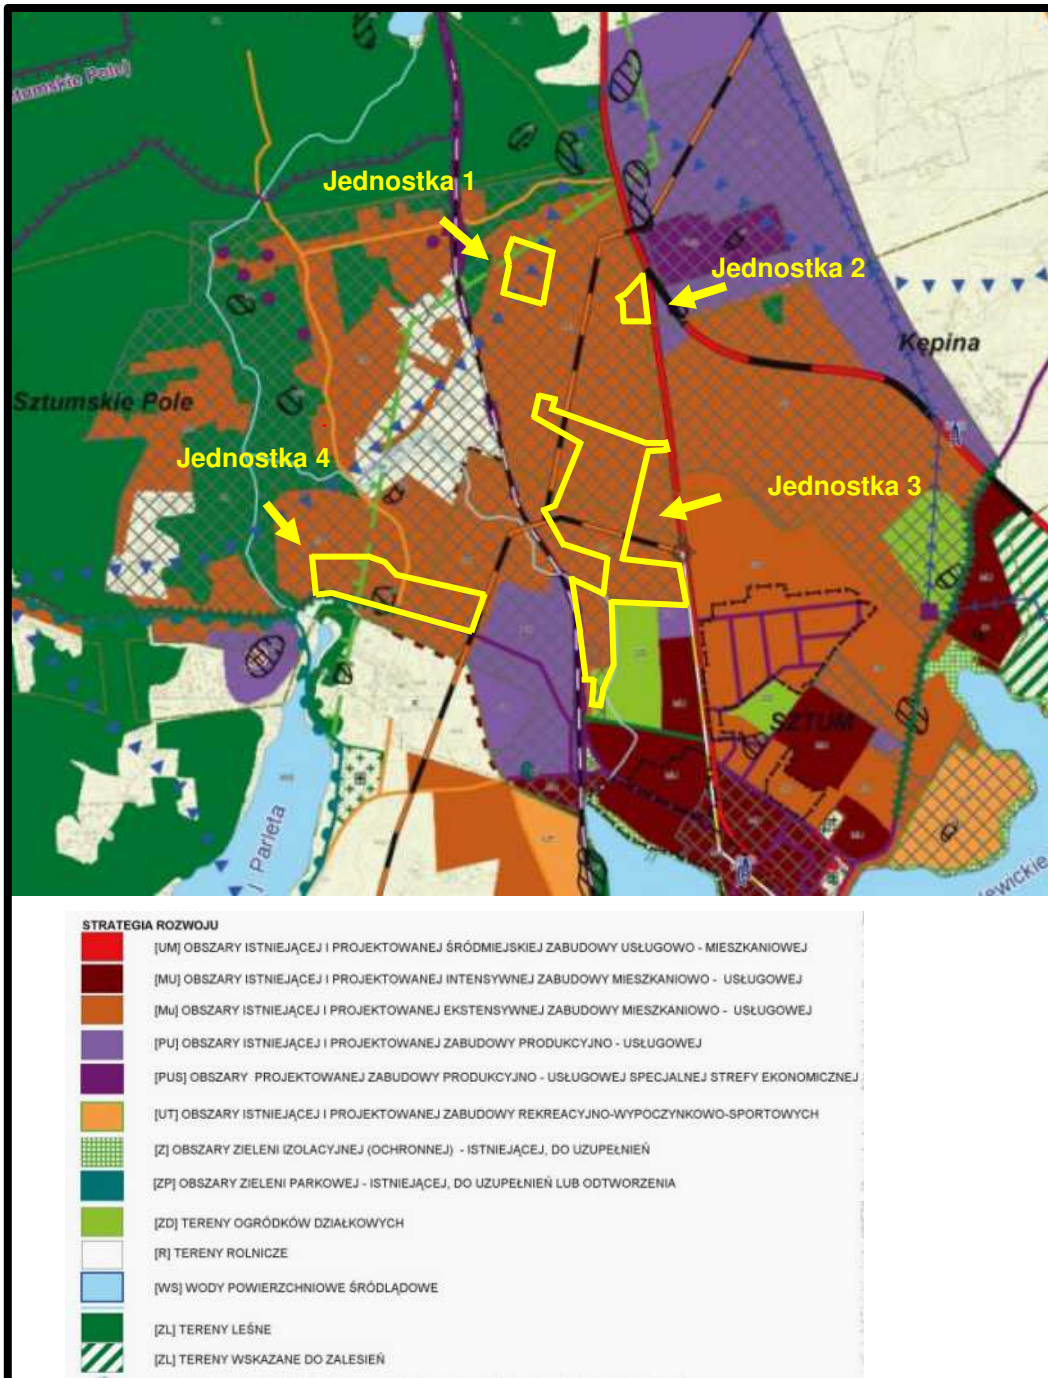 Sztumskie Pole)
Jednostka 1
Jednostka 2
Kępina
Sztumskie Pole
Jednostka 4
Jednostka 3
SZTUM
j. Parleta
STRATEGIA ROZWOJU
[UM] OBSZARY ISTNIEJĄCEJ I PROJEKTOWANEJ ŚRÓDMIEJSKIEJ ZABUDOWY USŁUGOWO - MIESZKANIOWEJ
[MU] OBSZARY ISTNIEJĄCEJ I PROJEKTOWANEJ INTENSYWNEJ ZABUDOWY MIESZKANIOWO - USŁUGOWEJ
[Mu] OBSZARY ISTNIEJĄCEJ I PROJEKTOWANEJ EKSTENSYWNEJ ZABUDOWY MIESZKANIOWO - USŁUGOWEJ
[PU] OBSZARY ISTNIEJĄCEJ I PROJEKTOWANEJ ZABUDOWY PRODUKCYJNO - USŁUGOWEJ
[PUS] OBSZARY PROJEKTOWANEJ ZABUDOWY PRODUKCYJNO - USŁUGOWEJ SPECJALNEJ STREFY EKONOMICZNEJ
[UT] OBSZARY ISTNIEJĄCEJ I PROJEKTOWANEJ ZABUDOWY REKREACYJNO-WYPOCZYNKOWO-SPORTOWYCH
[Z] OBSZARY ZIELENI IZOLACYJNEJ (OCHRONNEJ) - ISTNIEJĄCEJ, DO UZUPEŁNIEŃ
[ZP] OBSZARY ZIELENI PARKOWEJ - ISTNIEJĄCEJ, DO UZUPEŁNIEŃ LUB ODTWORZENIA
[ZD] TERENY OGRÓDKÓW DZIAŁKOWYCH
[R] TERENY ROLNICZE
[WS] WODY POWIERZCHNIOWE ŚRÓDLĄDOWE
[ZL] TERENY LEŚNE
[ZL] TERENY WSKAZANE DO ZALESIEŃ